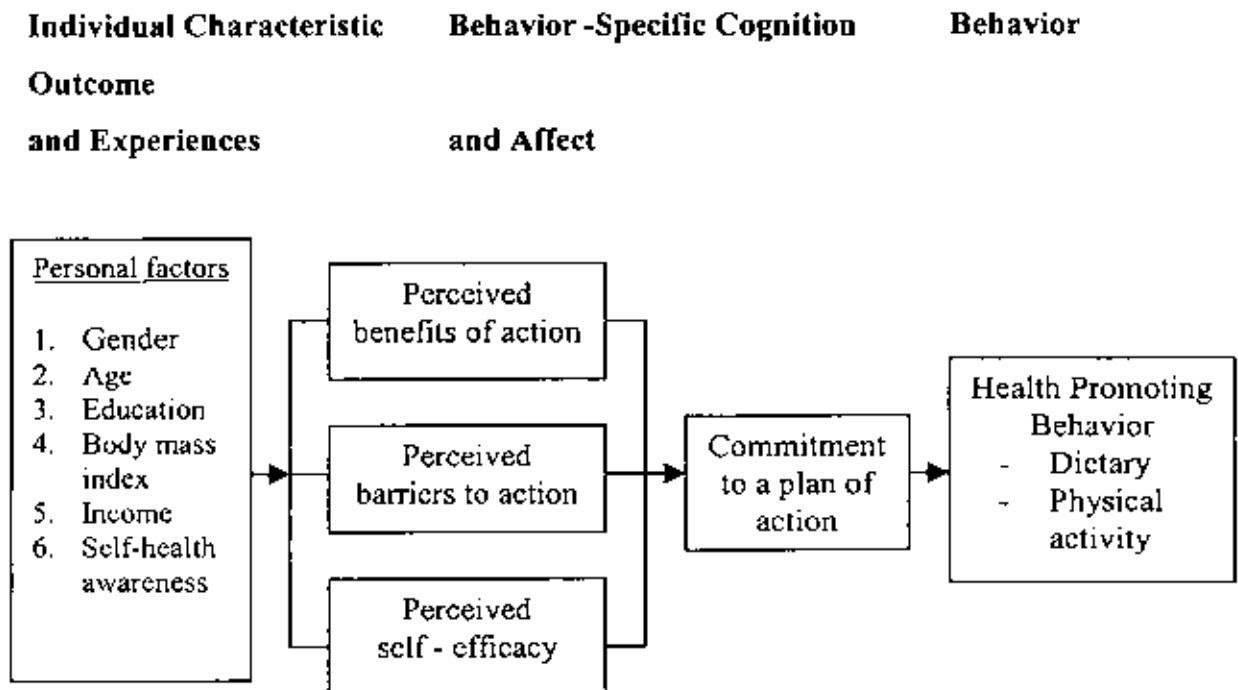 Individual Characteristic Behavior -Specific Cognition Behavior
Outcome
and Experiences and Affect
Personal factors
1. Gender
2. Age
3. Education
4. Body mass
index
5. Income
6. Self-health
awareness
Perceived
benefits of action
Perceived
barriers to action
Perceived
self - efficacy
Commitment
to a plan of
action
Health Promoting
Behavior
- Dietary
- Physical
activity